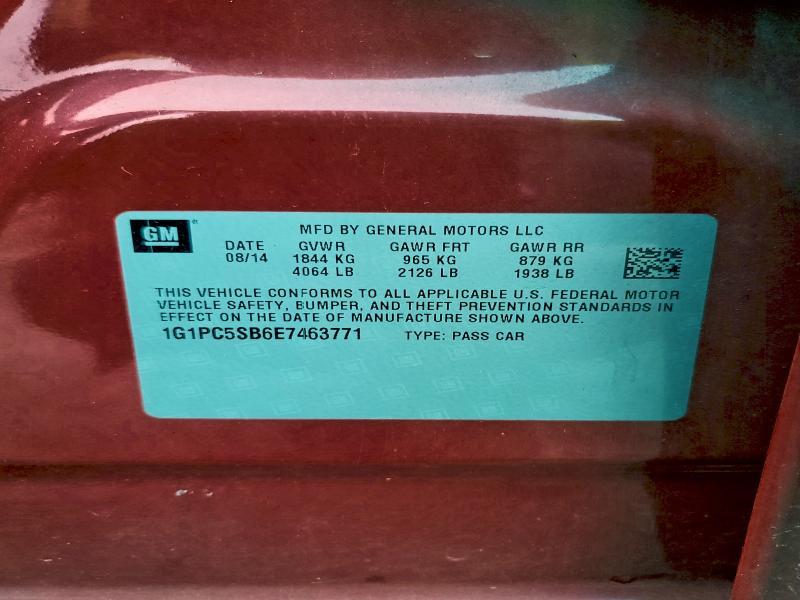 GM
MFD BY GENERAL MOTORS LLC
DATE GVWR GAWR FRT GAWR RR
08/14 1844 KG 965 KG 879 KG
4064 LB 2126 LB 1938 LB
THIS VEHICLE CONFORMS TO ALL APPLICABLE U.S. FEDERAL MOTOR
VEHICLE SAFETY, BUMPER, AND THEFT PREVENTION STANDARDS IN
EFFECT ON THE DATE OF MANUFACTURE SHOWN ABOVE.
1G1PC5SB6E7463771 TYPE: PASS CAR